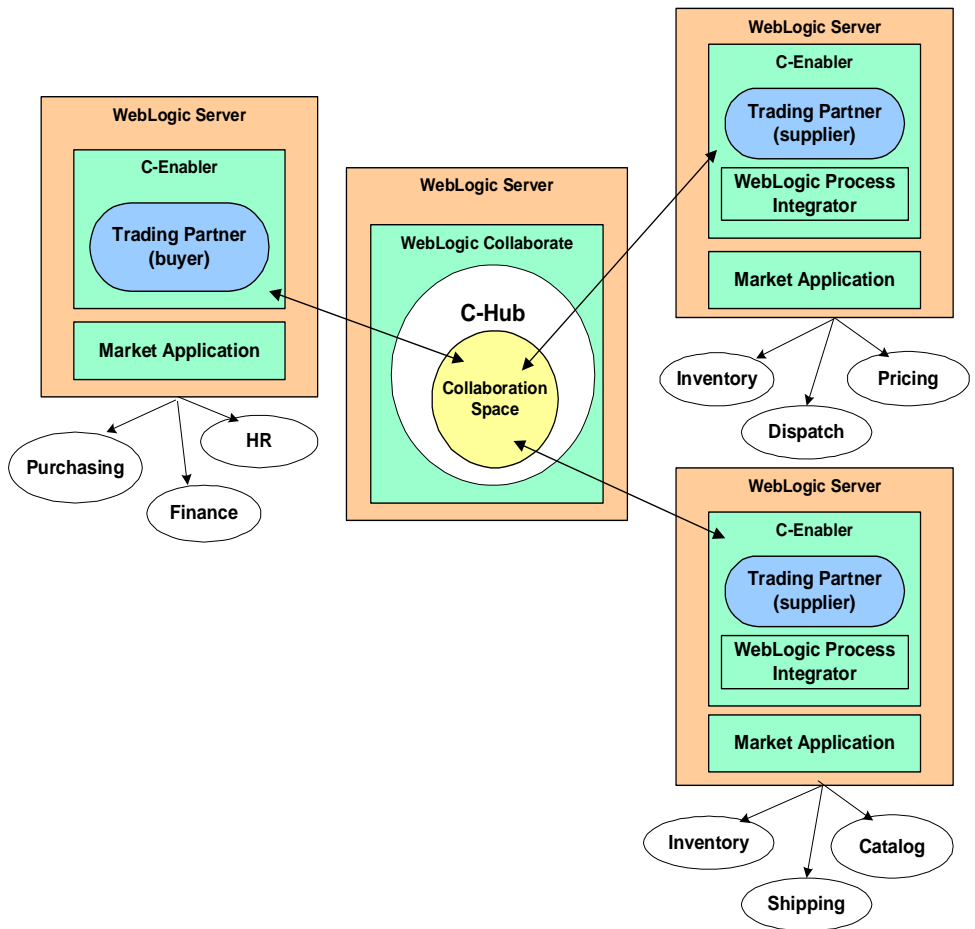 WebLogic Server
C-Enabler
Trading Partner
(buyer)
Market Application
Purchasing
HR
Finance
WebLogic Server
WebLogic Collaborate
C-Hub
Collaboration
Space
WebLogic Server
C-Enabler
Trading Partner
(supplier)
WebLogic Process
Integrator
Market Application
Inventory
Pricing
Dispatch
WebLogic Server
C-Enabler
Trading Partner
(supplier)
WebLogic Process
Integrator
Market Application
Inventory
Catalog
Shipping